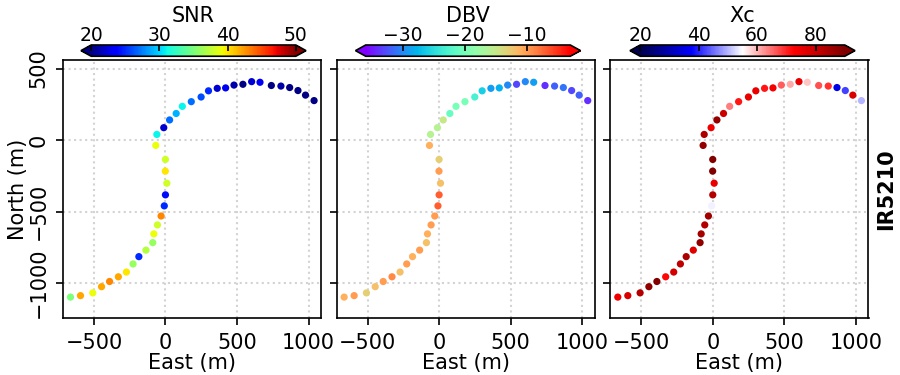 SNR DBV Xc
20 30 40 50 −30 −20 −10 20 40 60 80
500
0
−500
−1000
North (m)
IR5210
−500 0 500 1000 −500 0 500 1000 −500 0 500 1000
East (m) East (m) East (m)